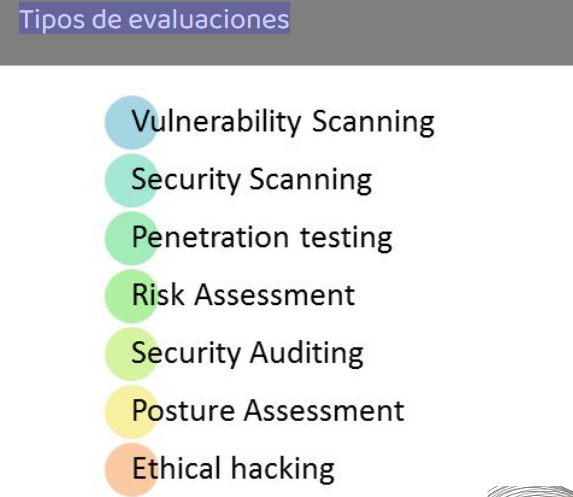 Tipos de evaluaciones
Vulnerability Scanning
Security Scanning
Penetration testing
Risk Assessment
Security Auditing
Posture Assessment
Ethical hacking